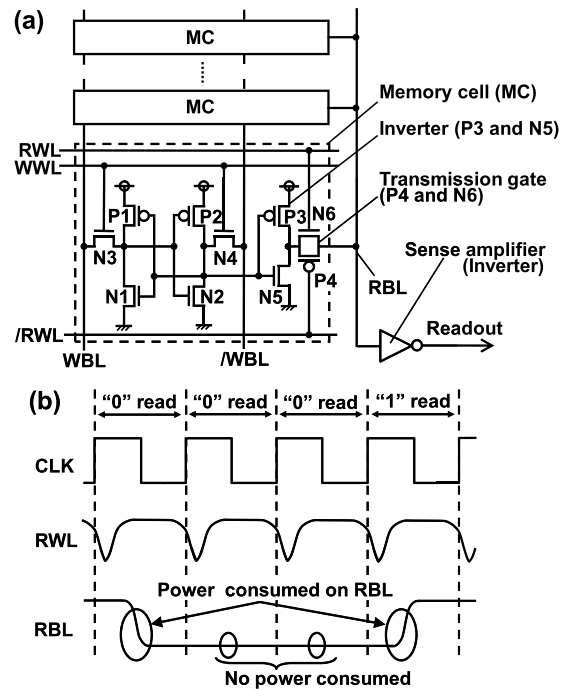 (a)
MC
MC
Memory cell (MC)
Inverter (P3 and N5)
RWL
WWL
Transmission gate
(P4 and N6)
P1
P2
P3
N6
N3
N4
Sense amplifier
(Inverter)
N1
N2
N5
P4
RBL
/RWL
Readout
WBL
/WBL
(b)
“0” read
“0” read
“0” read
“1” read
CLK
RWL
Power consumed on RBL
RBL
No power consumed